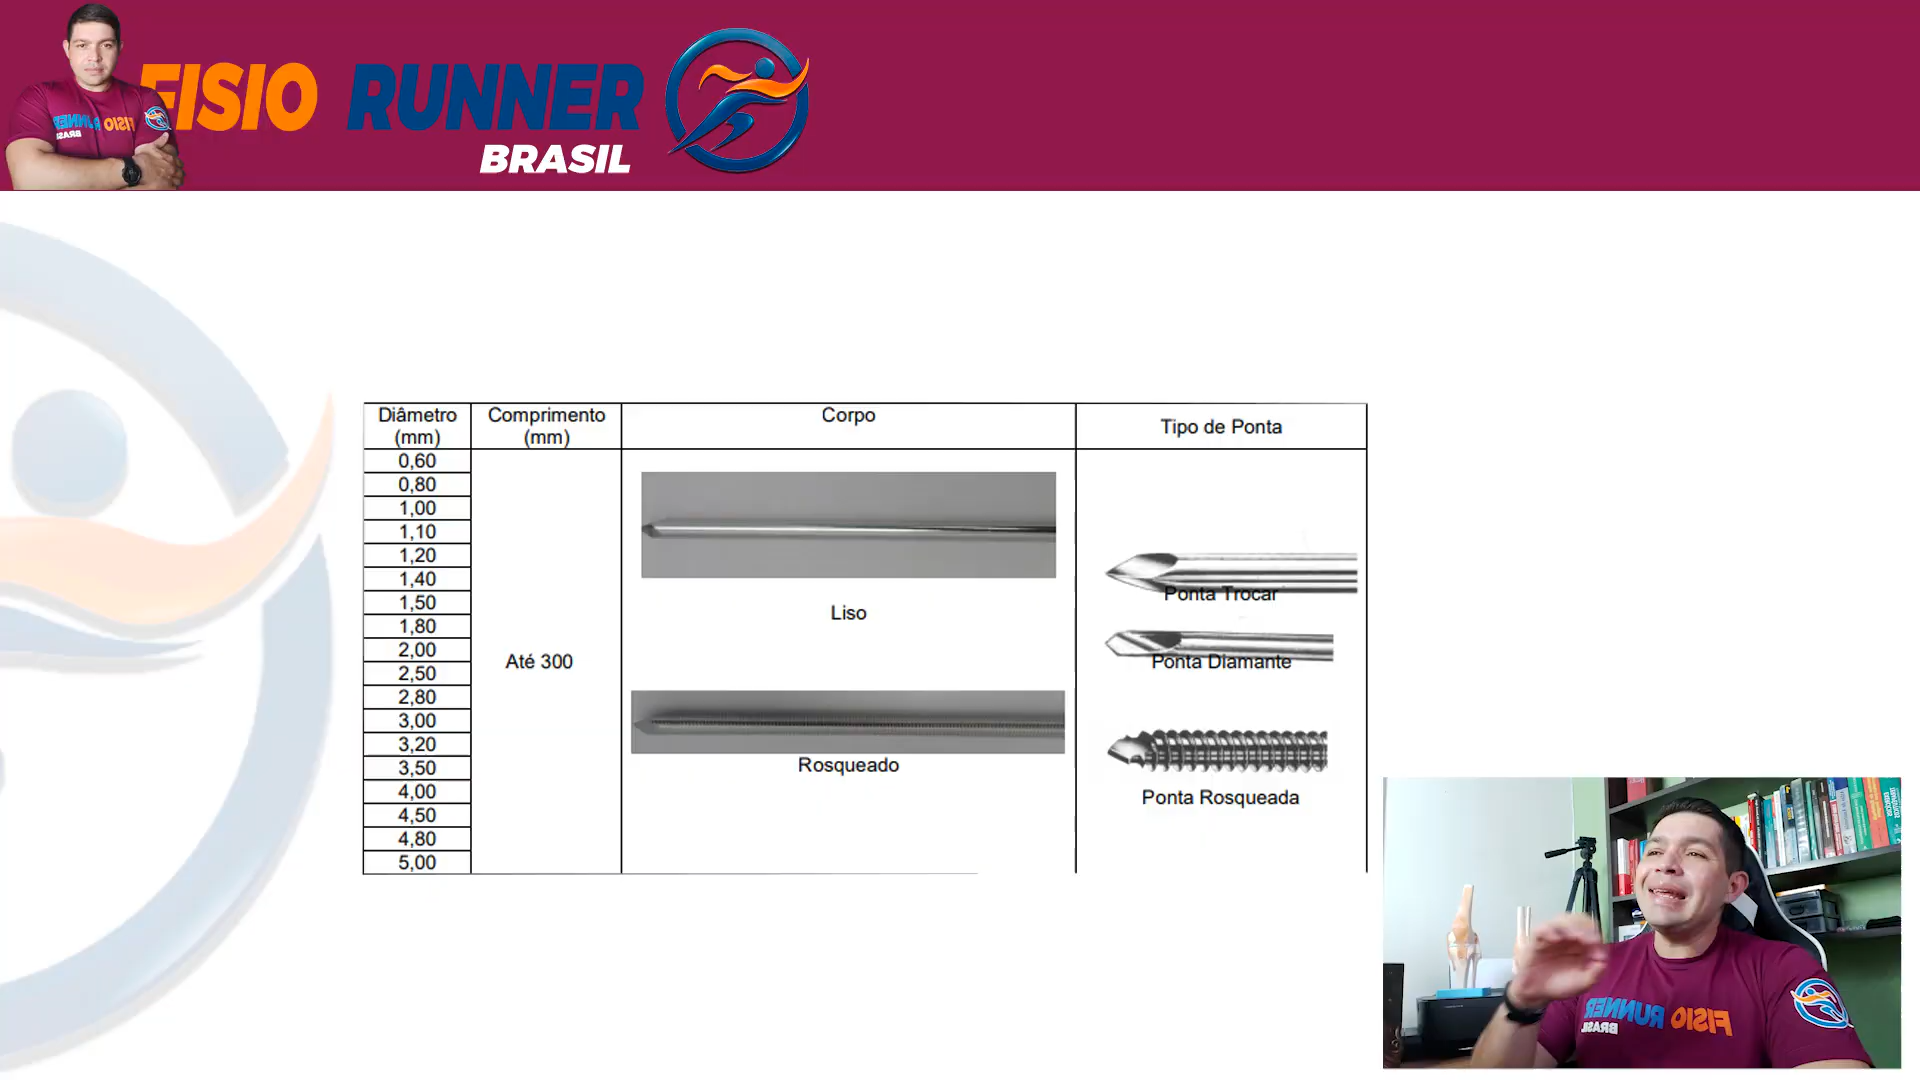 FISIO RUNNER
BRASIL
FISIO RUNNER
BRASIL
Diâmetro
(mm)
Comprimento
(mm)
Corpo
Tipo de Ponta
0,60
0,80
1,00
1,10
1,20
1,40
1,50
1,80
2,00
2,50
2,80
3,00
3,20
3,50
4,00
4,50
4,80
5,00
Até 300
Liso
Rosqueado
Ponta Trocar
Ponta Diamante
Ponta Rosqueada
FISIO RUNNER
BRASIL